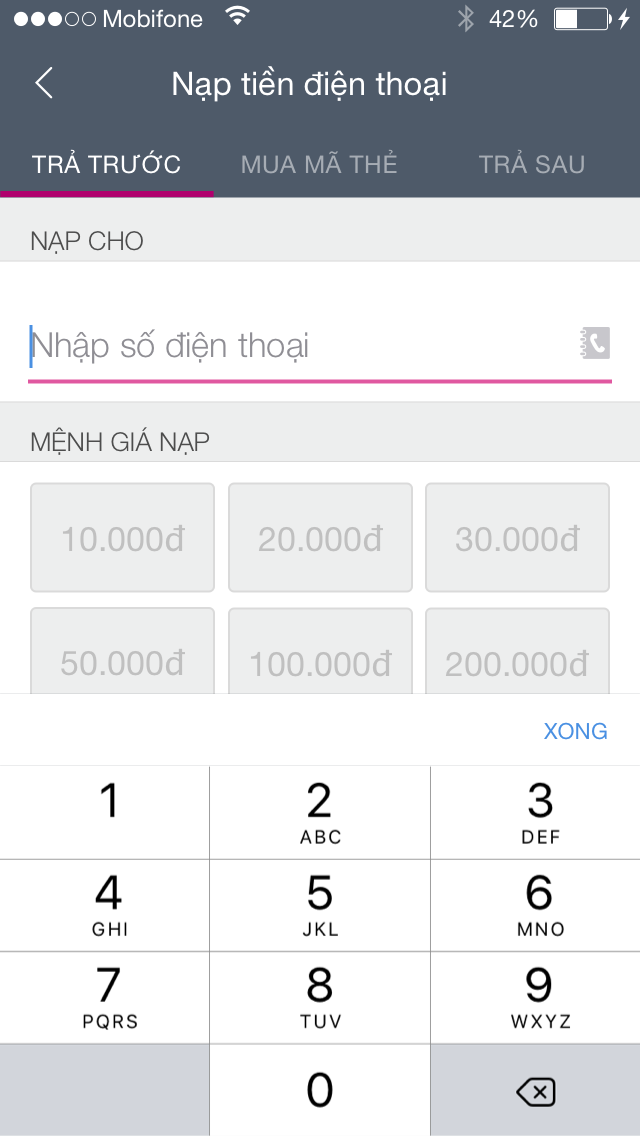 Mobifone 42%
Nạp tiền điện thoại
TRẢ TRƯỚC MUA MÃ THẺ TRẢ SAU
NẠP CHO
Nhập số điện thoại
MỆNH GIÁ NẠP
10.000đ 20.000đ 30.000đ
50.000đ 100.000đ 200.000đ
XONG
1 2 3
ABC DEF
4 5 6
GHI JKL MNO
7 8 9
PQRS TUV WXYZ
0